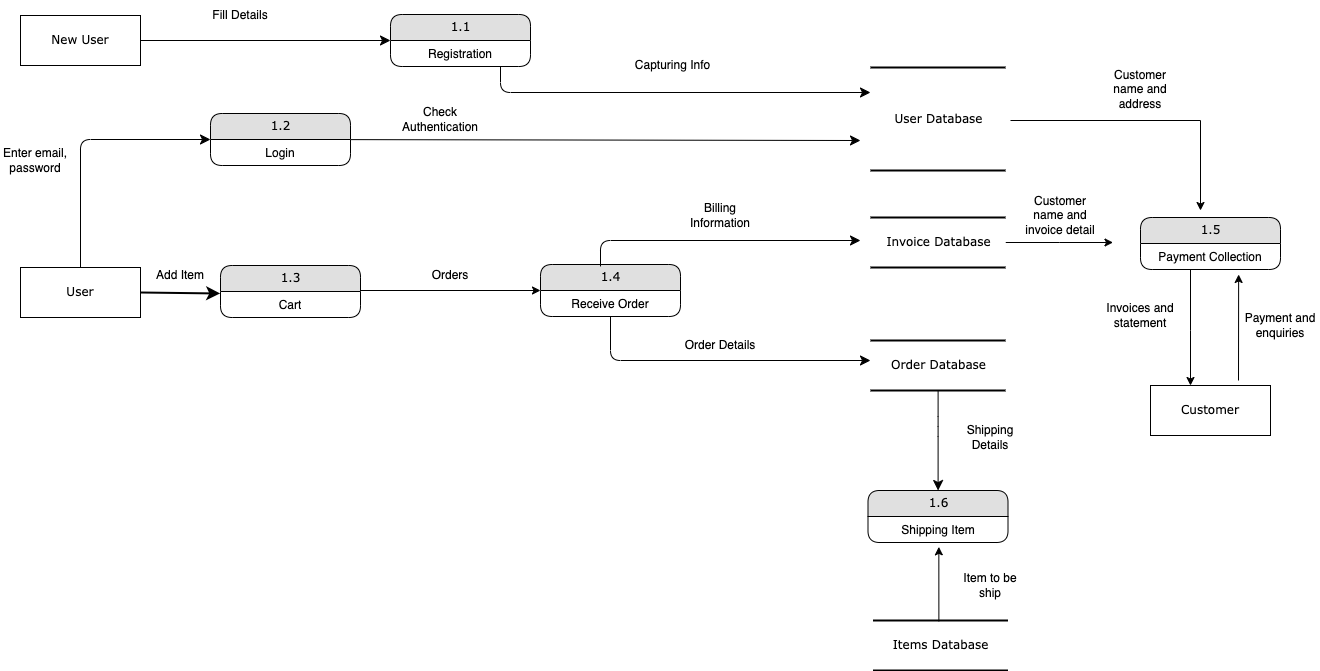 Fill Details
New User
1.1
Registration
Capturing Info
Customer
name and
address
Check
Authentication
User Database
1.2
Login
Enter email,
password
Billing
Information
Customer
name and
invoice detail
Invoice Database
1.5
Payment Collection
User
Add Item
1.3
Cart
Orders
1.4
Receive Order
Invoices and
statement
Payment and
enquiries
Order Details
Order Database
Customer
Shipping
Details
1.6
Shipping Item
Item to be
ship
Items Database